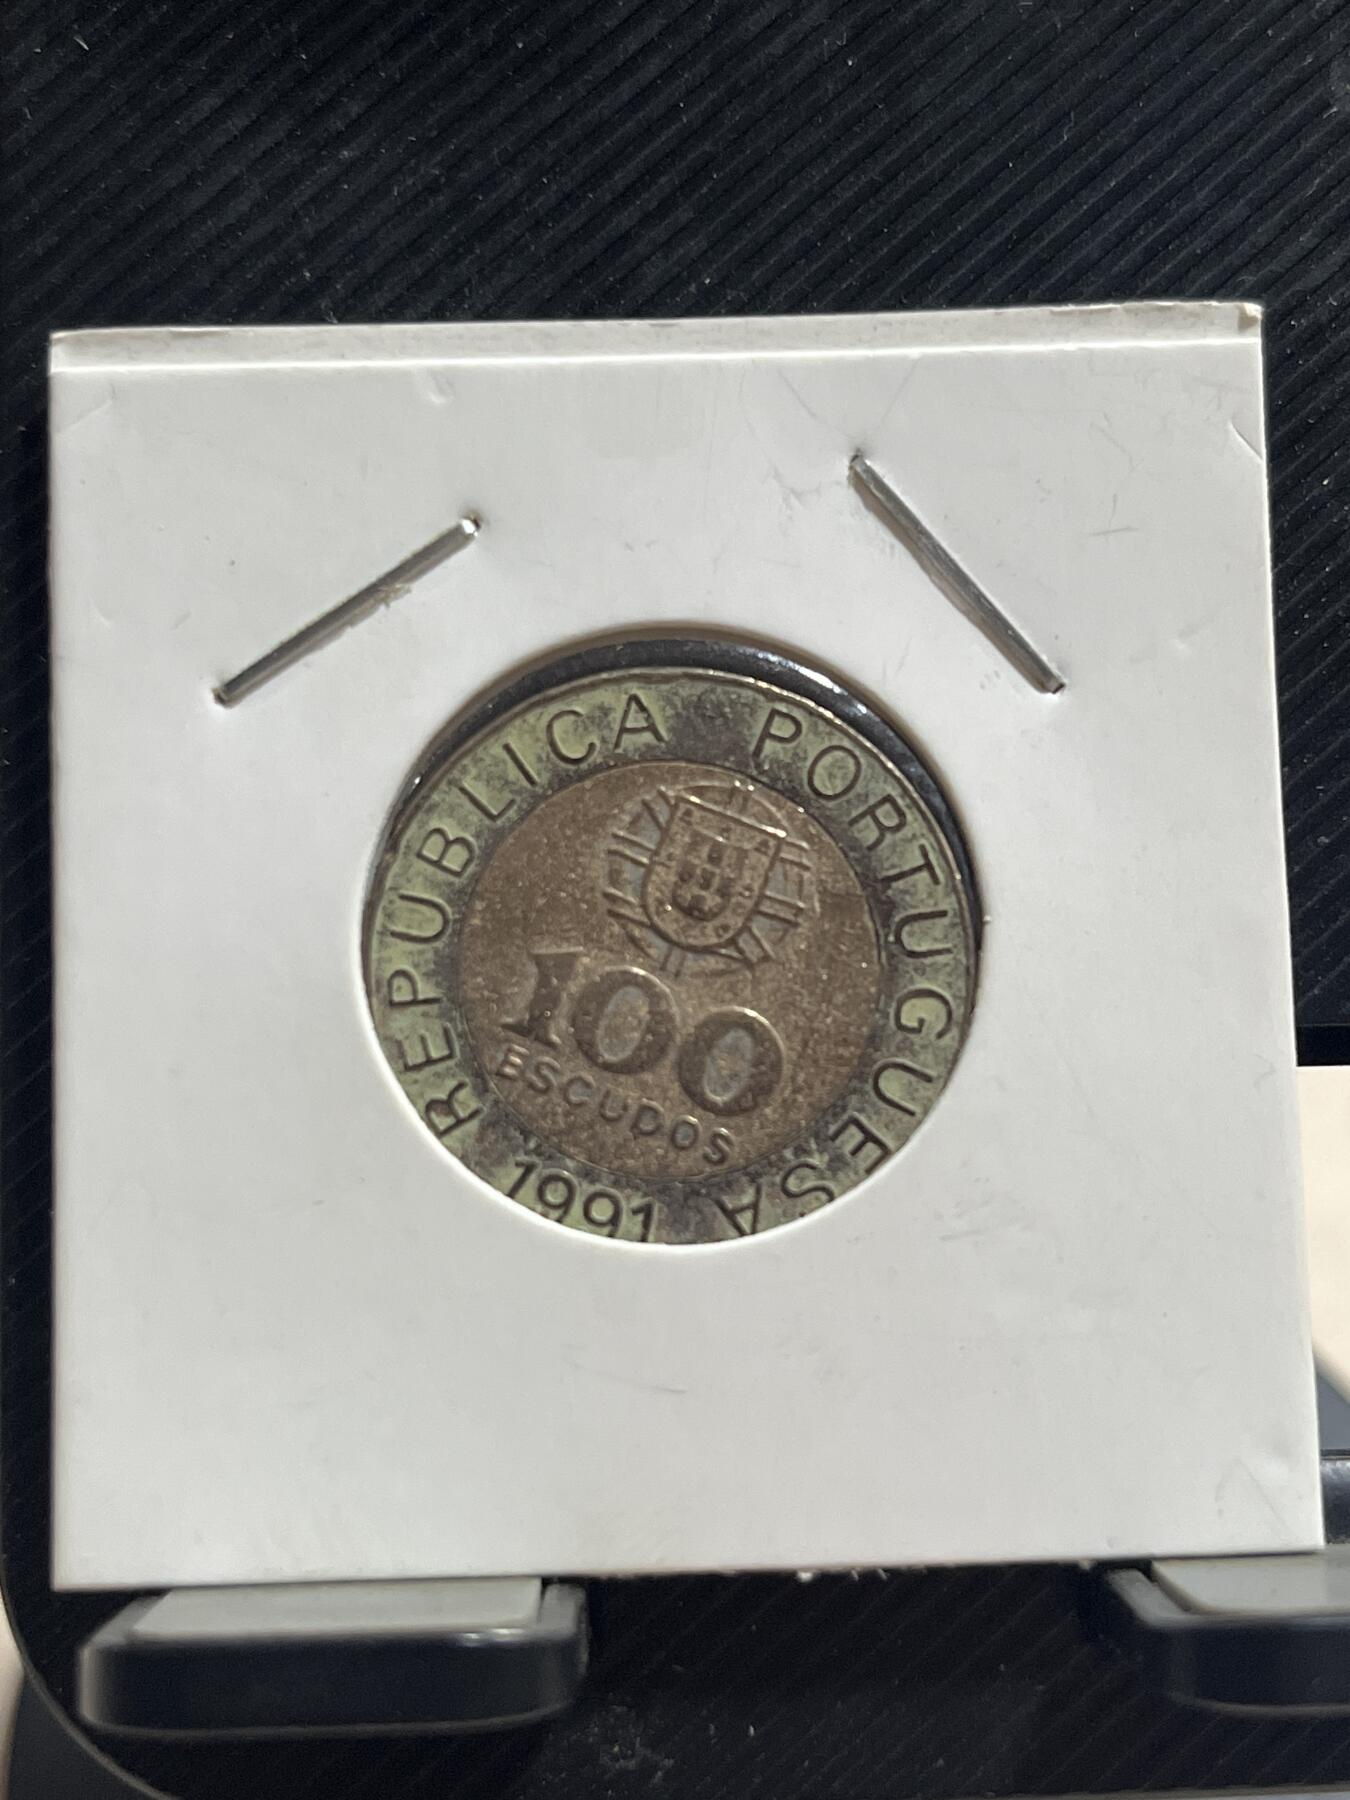 REPUBLICA PORTUGUESA
100
ESCUDOS
1991